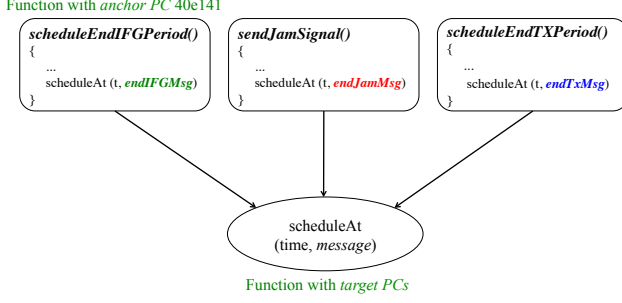 Function with anchor PC 40e141
scheduleEndIFGPeriod()
{
...
scheduleAt (t, endIFGMsg)
}
sendJamSignal()
{
...
scheduleAt (t, endJamMsg)
}
scheduleEndTXPeriod()
{
...
scheduleAt (t, endTxMsg)
}
scheduleAt
(time, message)
Function with target PCs